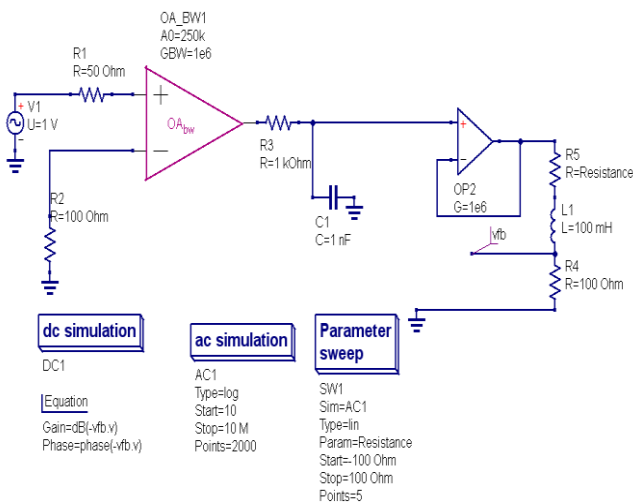 OA_BW1
A0=250k
GBW=1e6
R1
R=50 Ohm
V1
U=1 V
OAbw
R3
R=1 kOhm
R2
R=100 Ohm
C1
C=1 nF
OP2
G=1e6
R5
R=Resistance
L1
L=100 mH
vfb
R4
R=100 Ohm
dc simulation
DC1
Equation
Gain=dB(-vfb.v)
Phase=phase(-vfb.v)
ac simulation
AC1
Type=log
Start=10
Stop=10 M
Points=2000
Parameter
sweep
SW1
Sim=AC1
Type=lin
Param=Resistance
Start=-100 Ohm
Stop=100 Ohm
Points=5